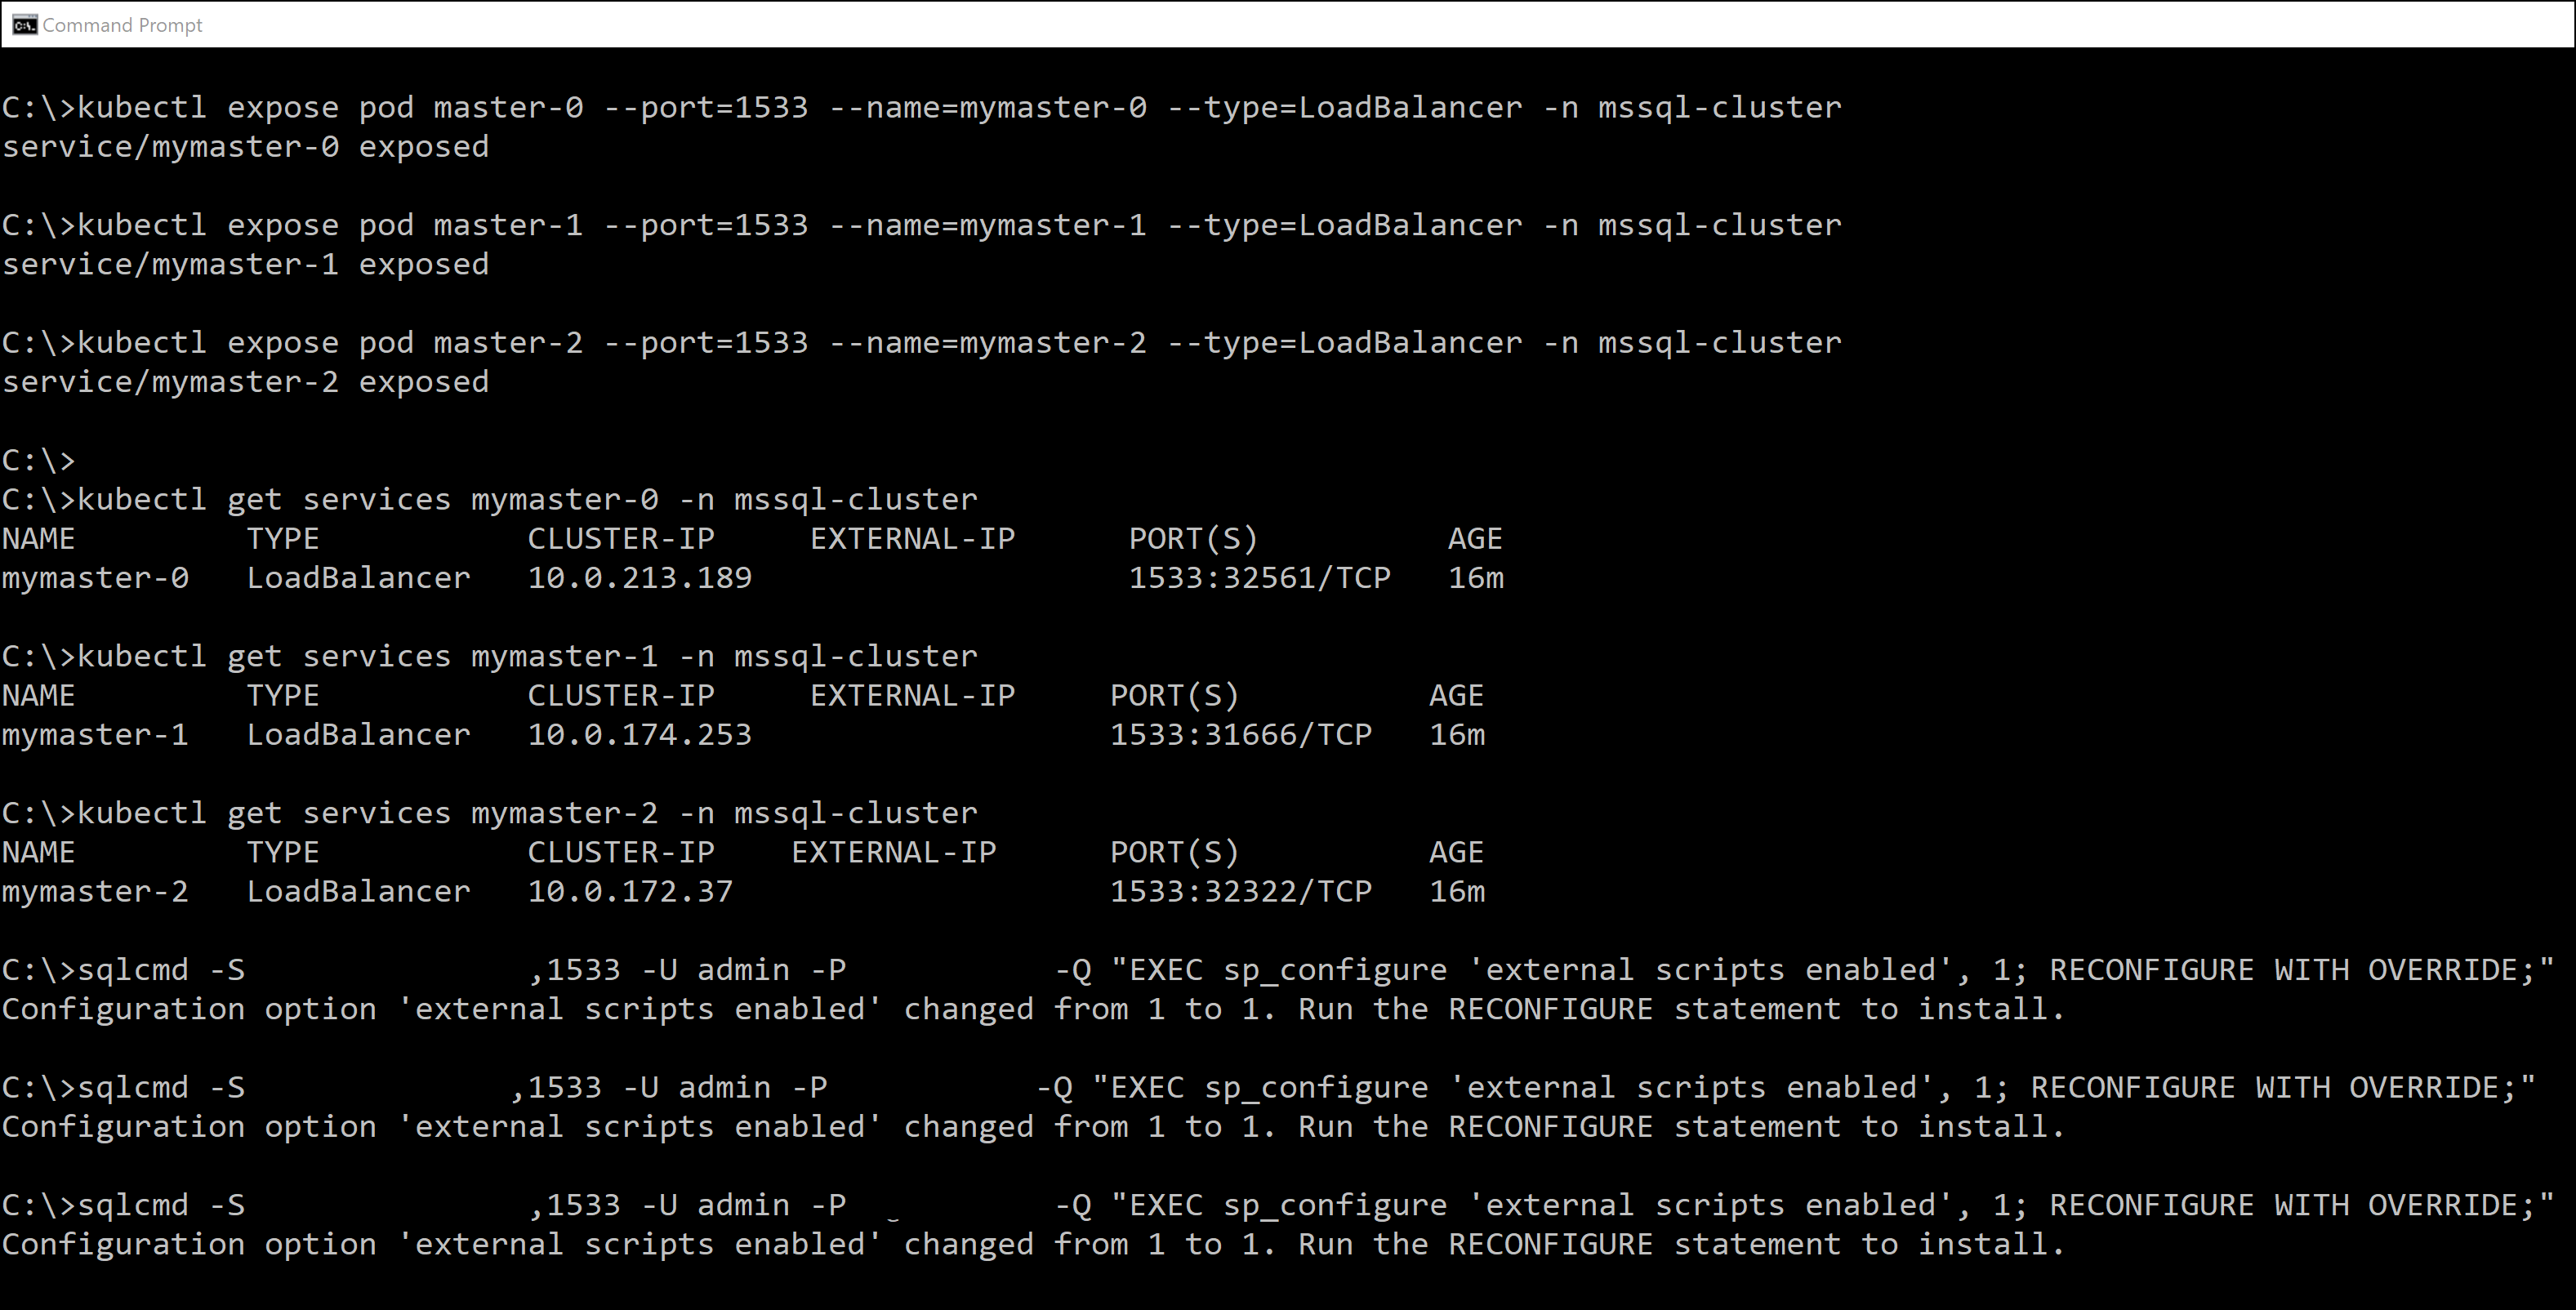 Command Prompt
C:\>kubectl expose pod master-0 --port=1533 --name=mymaster-0 --type=LoadBalancer -n mssql-cluster
service/mymaster-0 exposed
C:\>kubectl expose pod master-1 --port=1533 --name=mymaster-1 --type=LoadBalancer -n mssql-cluster
service/mymaster-1 exposed
C:\>kubectl expose pod master-2 --port=1533 --name=mymaster-2 --type=LoadBalancer -n mssql-cluster
service/mymaster-2 exposed
C:\>
C:\>kubectl get services mymaster-0 -n mssql-cluster
NAME TYPE CLUSTER-IP EXTERNAL-IP PORT(S) AGE
mymaster-0 LoadBalancer 10.0.213.189 1533:32561/TCP 16m
C:\>kubectl get services mymaster-1 -n mssql-cluster
NAME TYPE CLUSTER-IP EXTERNAL-IP PORT(S) AGE
mymaster-1 LoadBalancer 10.0.174.253 1533:31666/TCP 16m
C:\>kubectl get services mymaster-2 -n mssql-cluster
NAME TYPE CLUSTER-IP EXTERNAL-IP PORT(S) AGE
mymaster-2 LoadBalancer 10.0.172.37 1533:32322/TCP 16m
C:\>sqlcmd -S ,1533 -U admin -P -Q "EXEC sp_configure 'external scripts enabled', 1; RECONFIGURE WITH OVERRIDE;"
Configuration option 'external scripts enabled' changed from 1 to 1. Run the RECONFIGURE statement to install.
C:\>sqlcmd -S ,1533 -U admin -P -Q "EXEC sp_configure 'external scripts enabled', 1; RECONFIGURE WITH OVERRIDE;"
Configuration option 'external scripts enabled' changed from 1 to 1. Run the RECONFIGURE statement to install.
C:\>sqlcmd -S ,1533 -U admin -P -Q "EXEC sp_configure 'external scripts enabled', 1; RECONFIGURE WITH OVERRIDE;"
Configuration option 'external scripts enabled' changed from 1 to 1. Run the RECONFIGURE statement to install.